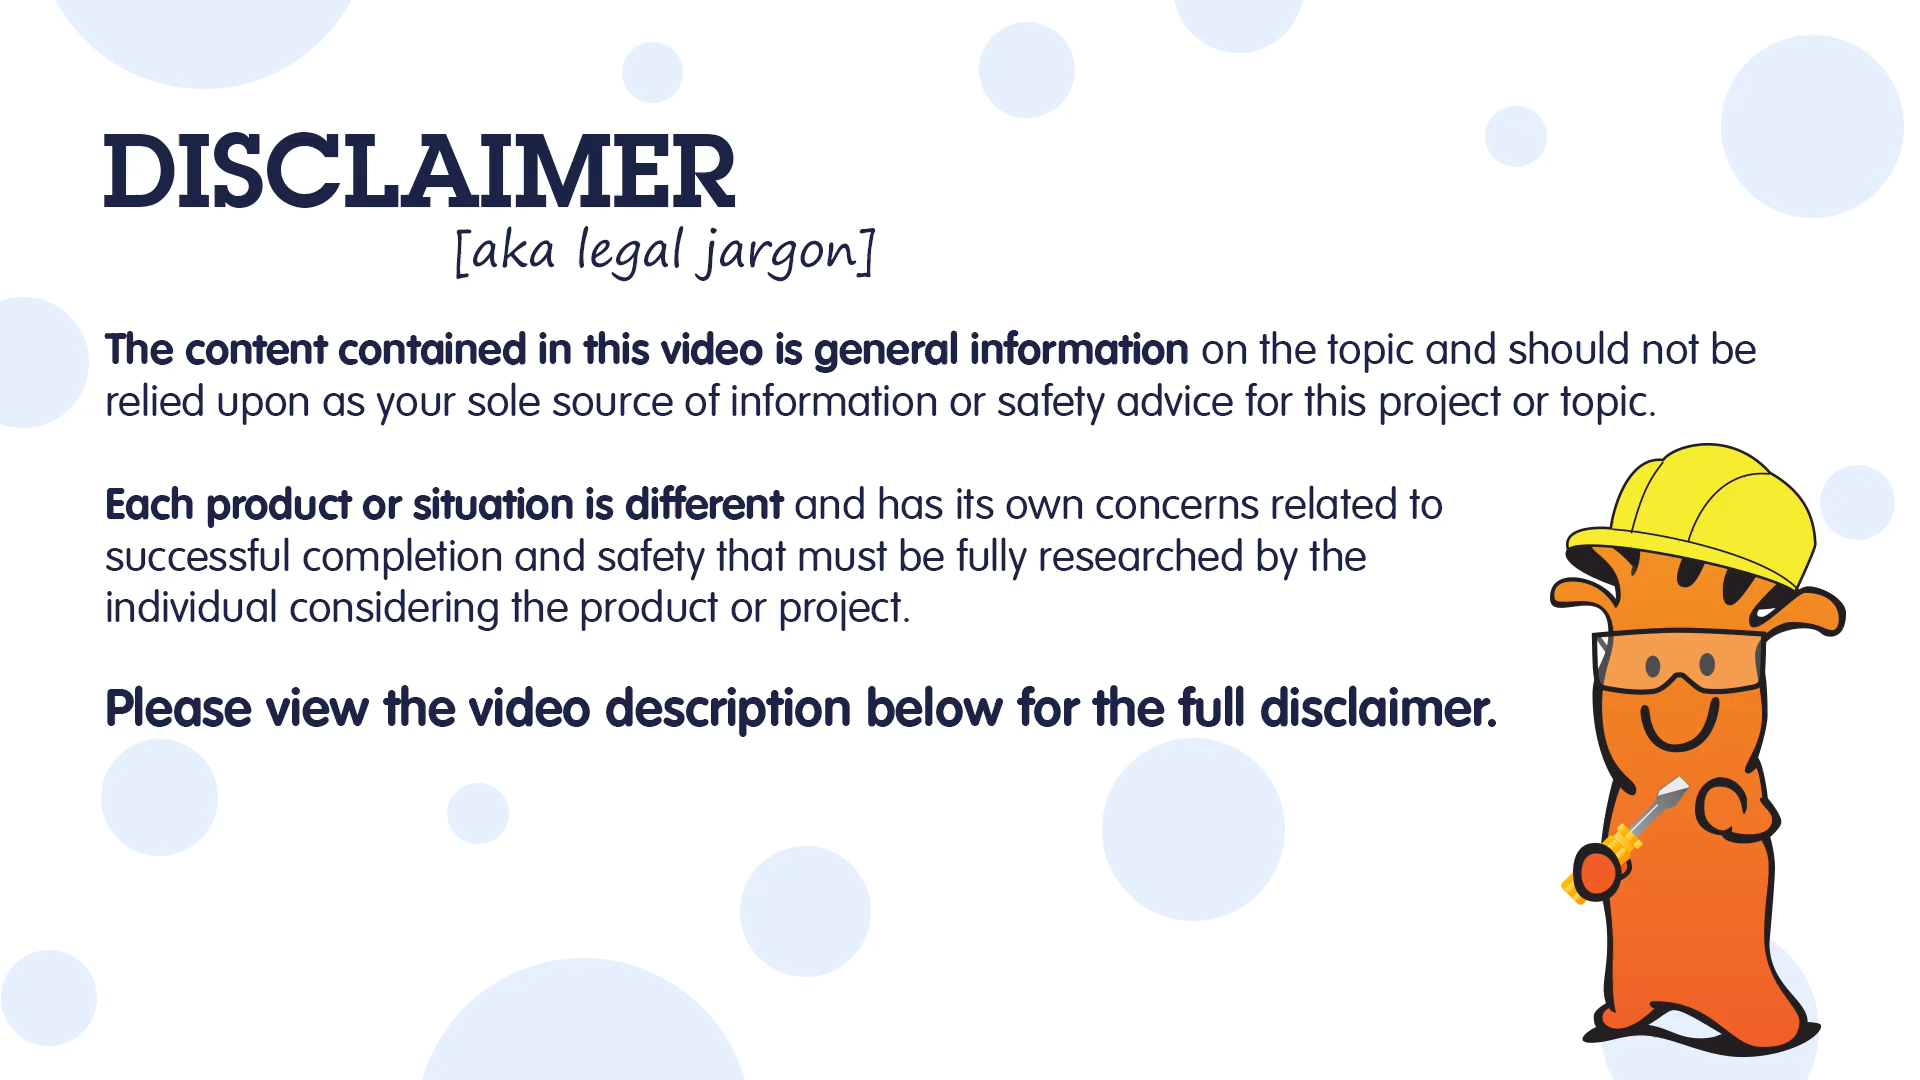 DISCLAIMER
[aka legal jargon]
The content contained in this video is general information on the topic and should not be
relied upon as your sole source of information or safety advice for this project or topic.
Each product or situation is different and has its own concerns related to
successful completion and safety that must be fully researched by the
individual considering the product or project.
Please view the video description below for the full disclaimer.